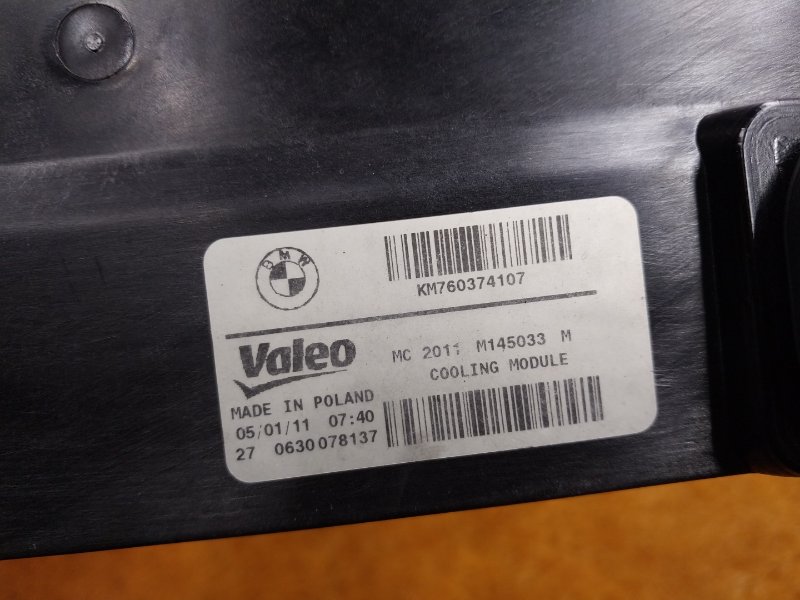 BMW
KM760374107
Valeo
MC 2011 M145033 M
COOLING MODULE
MADE IN POLAND
05/01/11 07:40
27 0630078137